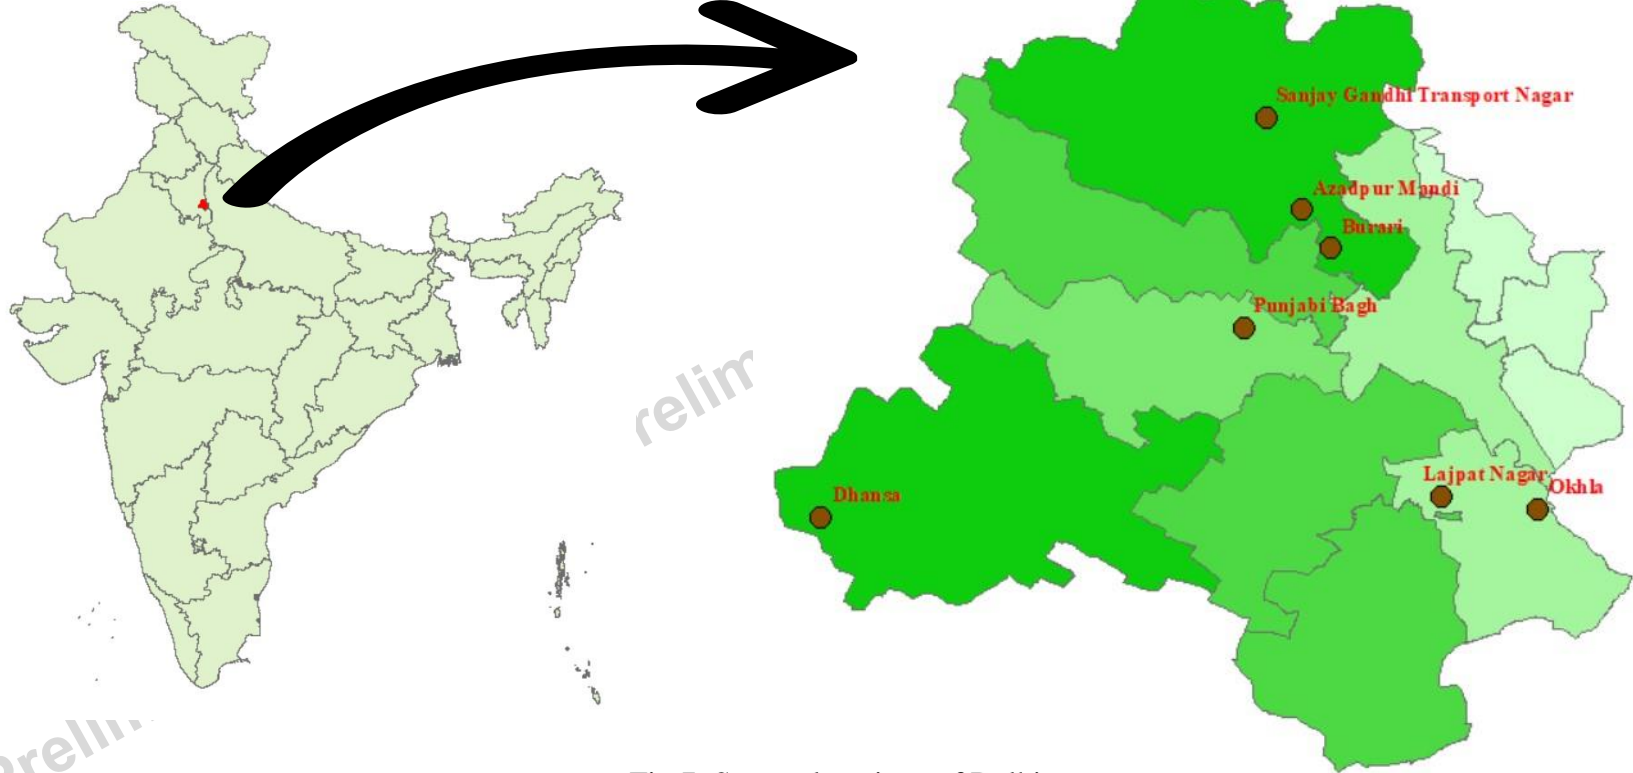 Sanjay Gandhi Transport Nagar
Azadpur Mandi
Burari
Punjabi Bagh
Lajpat Nagar
Okhla
Dhansa